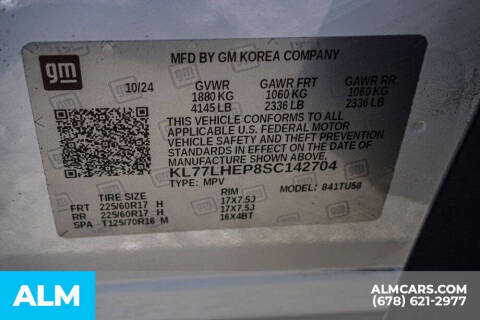 gm
MFD BY GM KOREA COMPANY
10/24 GVWR GAWR FRT GAWR RR
1880 KG 1060 KG 1060 KG
4145 LB 2336 LB 2336 LB
THIS VEHICLE CONFORMS TO ALL
APPLICABLE U.S. FEDERAL MOTOR
VEHICLE SAFETY AND THEFT PREVENTION
STANDARDS IN EFFECT ON THE DATE OF
MANUFACTURE SHOWN ABOVE.
KL77LHEP8SC142704
TYPE: MPV MODEL: 841TU58
TIRE SIZE RIM
FRT 225/60R17 H 17X7.5J
RR 225/60R17 H 17X7.5J
SPA T125/70R16 M 16X4BT
ALM
ALMCARS.COM
(678) 621-2977